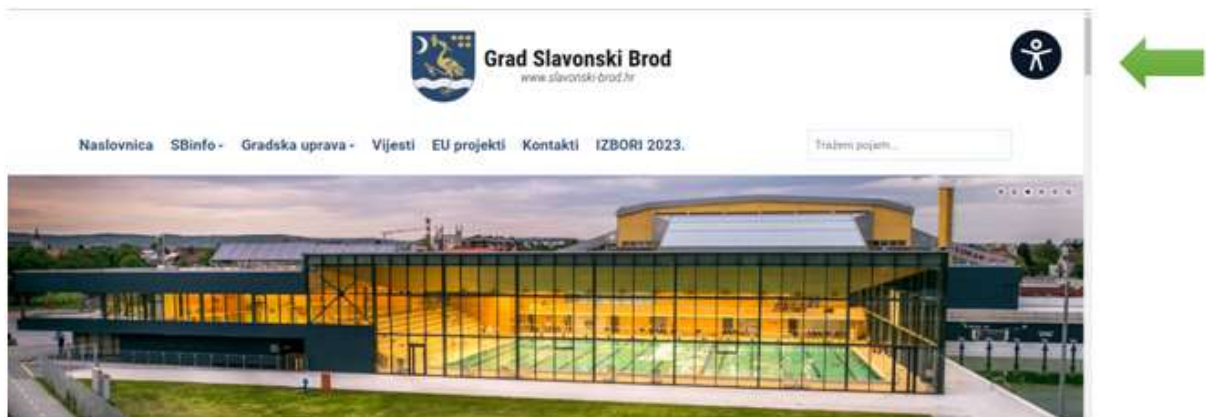 Grad Slavonski Brod
www.slavonski-brod.hr
Naslovnica SBinfo Gradska uprava Vijesti EU projekti Kontakti IZBORI 2023.
Traženi pojam...